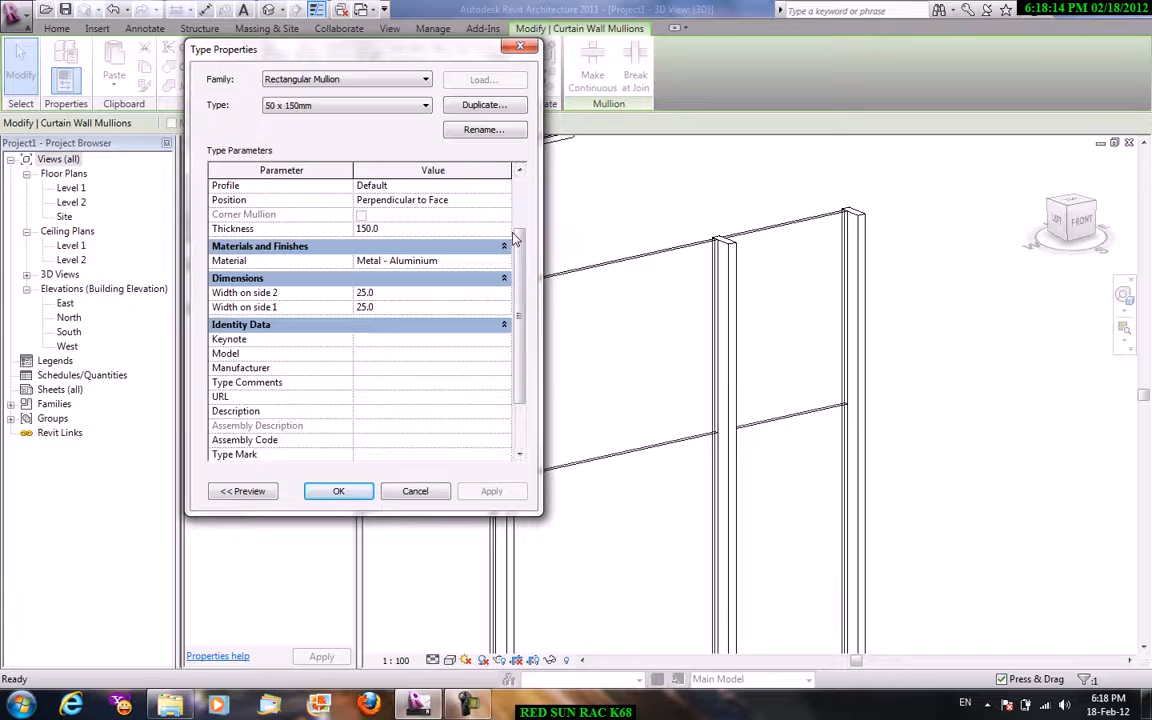 Autodesk Revit Architecture 2011 - [Project1 - 3D View: {3D}]
Type a keyword or phrase
6:18:14 PM 02/18/2012
Home
Insert
Annotate
Structure
Massing & Site
Collaborate
View
Manage
Add-Ins
Modify | Curtain Wall Mullions
Modify
Paste
Make Continuous
Break at Join
Select
Properties
Clipboard
Mullion
Modify | Curtain Wall Mullions
Project1 - Project Browser
Views (all)
Floor Plans
Level 1
Level 2
Site
Ceiling Plans
Level 1
Level 2
3D Views
Elevations (Building Elevation)
East
North
South
West
Legends
Schedules/Quantities
Sheets (all)
Families
Groups
Revit Links
Type Properties
Family:
Rectangular Mullion
Load...
Type:
50 x 150mm
Duplicate...
Rename...
Type Parameters
Parameter
Value
Profile
Default
Position
Perpendicular to Face
Corner Mullion
Thickness
150.0
Materials and Finishes
Material
Metal - Aluminium
Dimensions
Width on side 2
25.0
Width on side 1
25.0
Identity Data
Keynote
Model
Manufacturer
Type Comments
URL
Description
Assembly Description
Assembly Code
Type Mark
<< Preview
OK
Cancel
Apply
LEFT
FRONT
Properties help
Apply
1 : 100
Ready
:0
Main Model
Press & Drag
:1
EN
6:18 PM
18-Feb-12
RED SUN RAC K68